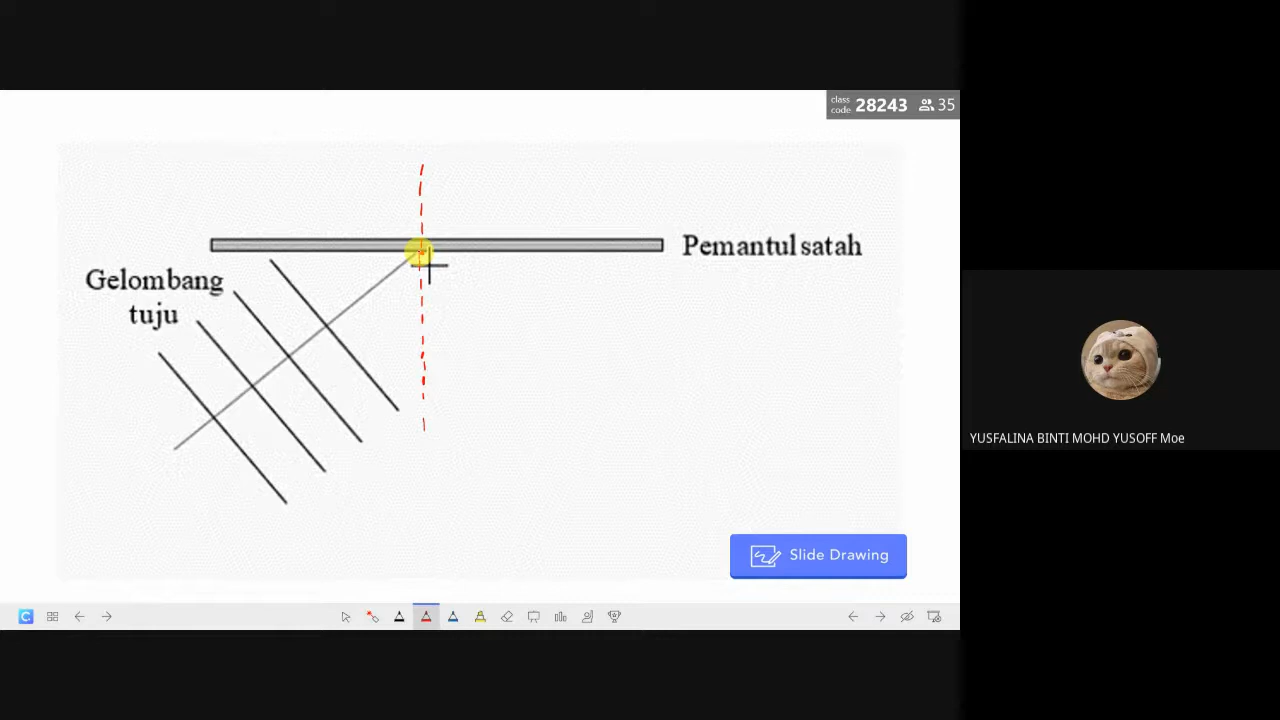 class
code 28243 35
Pemantul satah
Gelombang
tuju
YUSFALINA BINTI MOHD YUSOFF Moe
Slide Drawing